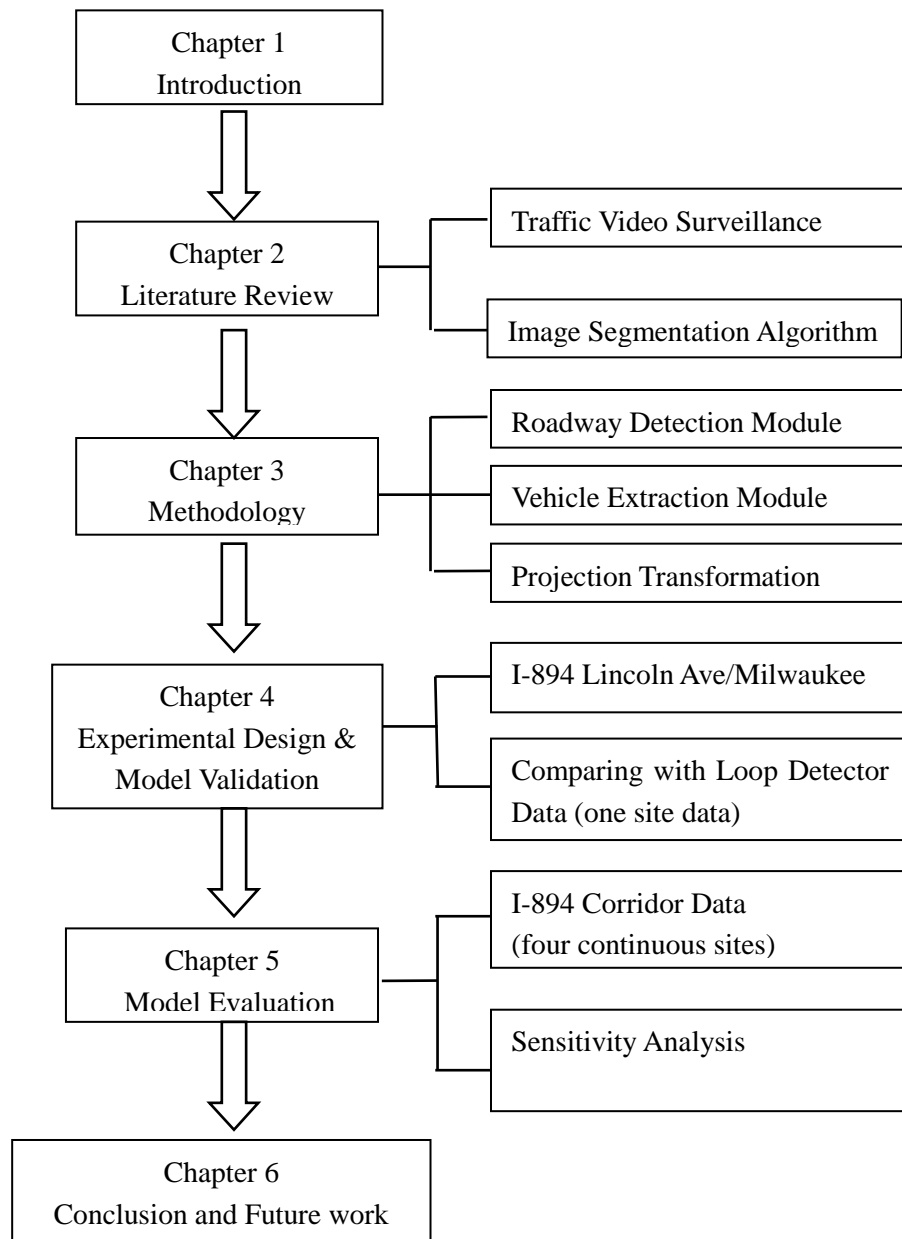 Chapter 1
Introduction
Chapter 2
Literature Review
Traffic Video Surveillance
Image Segmentation Algorithm
Chapter 3
Methodology
Roadway Detection Module
Vehicle Extraction Module
Projection Transformation
Chapter 4
Experimental Design &
Model Validation
I-894 Lincoln Ave/Milwaukee
Comparing with Loop Detector
Data (one site data)
Chapter 5
Model Evaluation
I-894 Corridor Data
(four continuous sites)
Sensitivity Analysis
Chapter 6
Conclusion and Future work